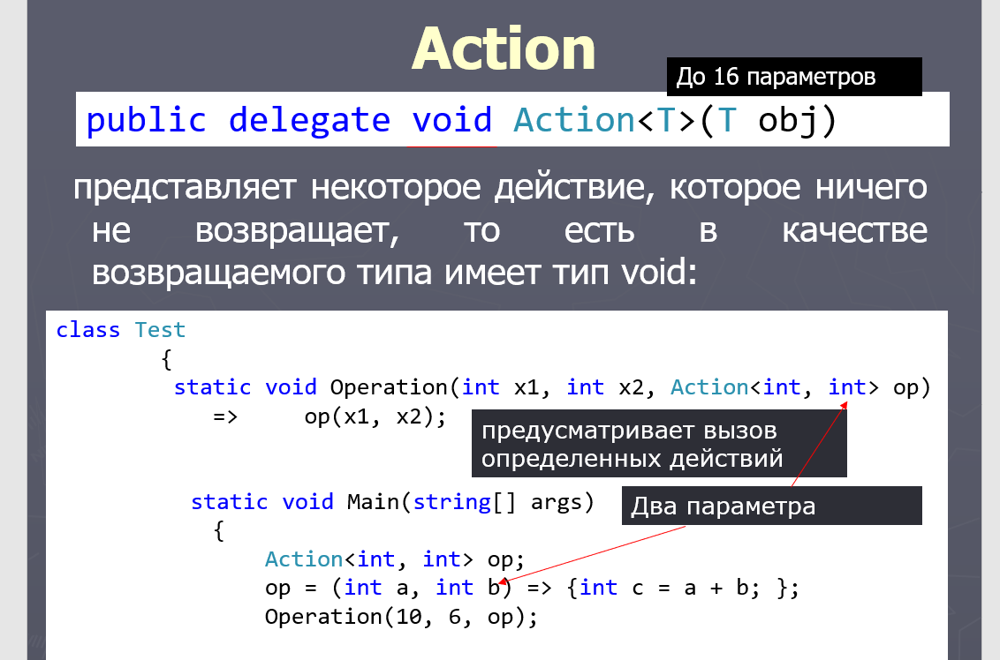 Action
До 16 параметров
public delegate void Action<T>(T obj)
представляет некоторое действие, которое ничего
не возвращает, то есть в качестве
возвращаемого типа имеет тип void:
class Test
{
static void Operation(int x1, int x2, Action<int, int> op)
=> op(x1, x2);
предусматривает вызов
определенных действий
static void Main(string[] args)
Два параметра
{
Action<int, int> op;
op = (int a, int b) => {int c = a + b; };
Operation(10, 6, op);